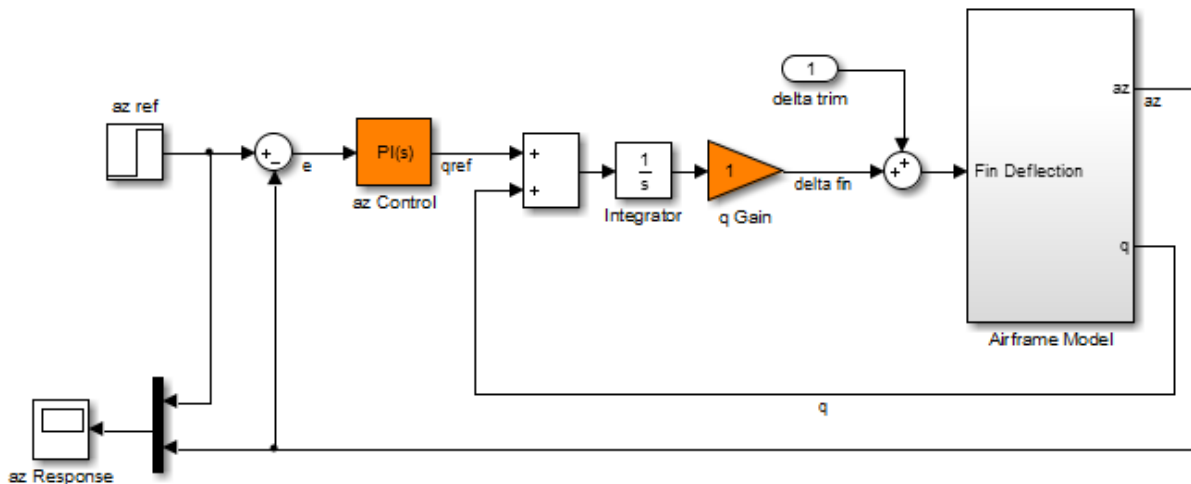 az ref
+
−
e
PI(s)
qref
az Control
+
+
1
s
Integrator
1
q Gain
delta fin
1
delta trim
+
+
Fin Deflection
az
az
q
Airframe Model
q
az Response